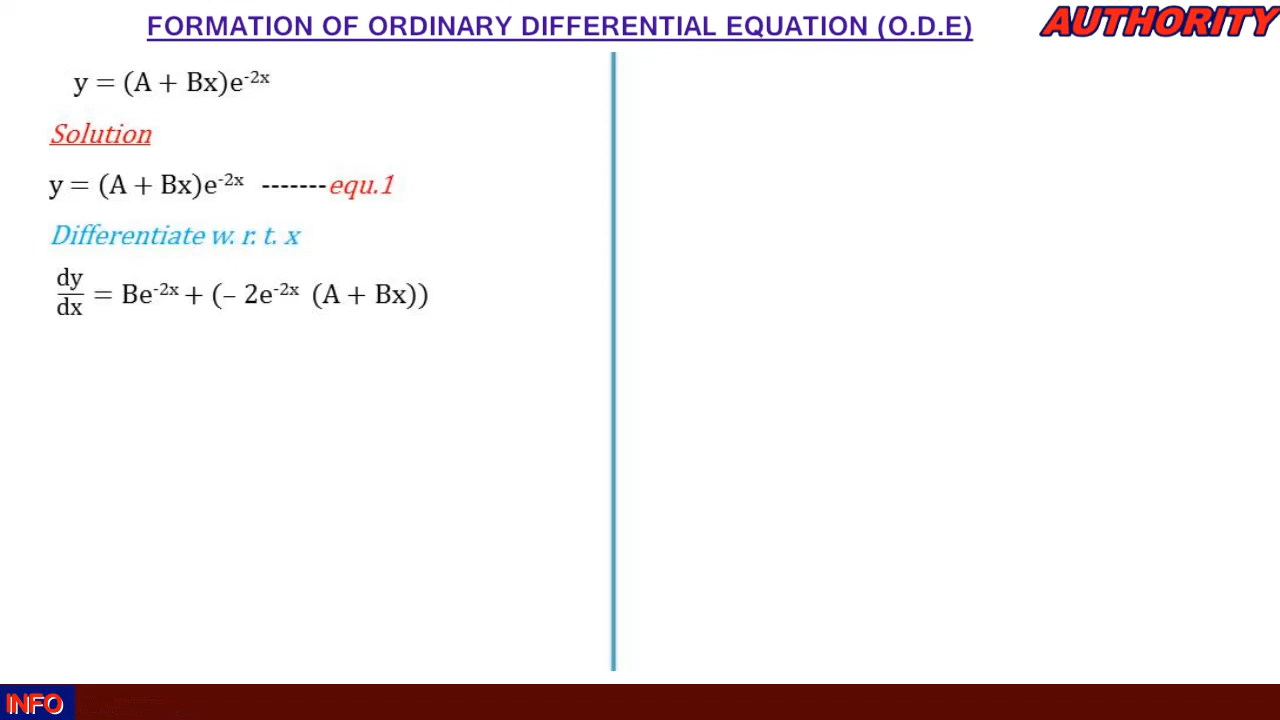 FORMATION OF ORDINARY DIFFERENTIAL EQUATION (O.D.E)
AUTHORITY
y = (A + Bx)e⁻²ˣ
Solution
y = (A + Bx)e⁻²ˣ -------equ.1
Differentiate w. r. t. x
dy/dx = Be⁻²ˣ + (– 2e⁻²ˣ (A + Bx))
INFO